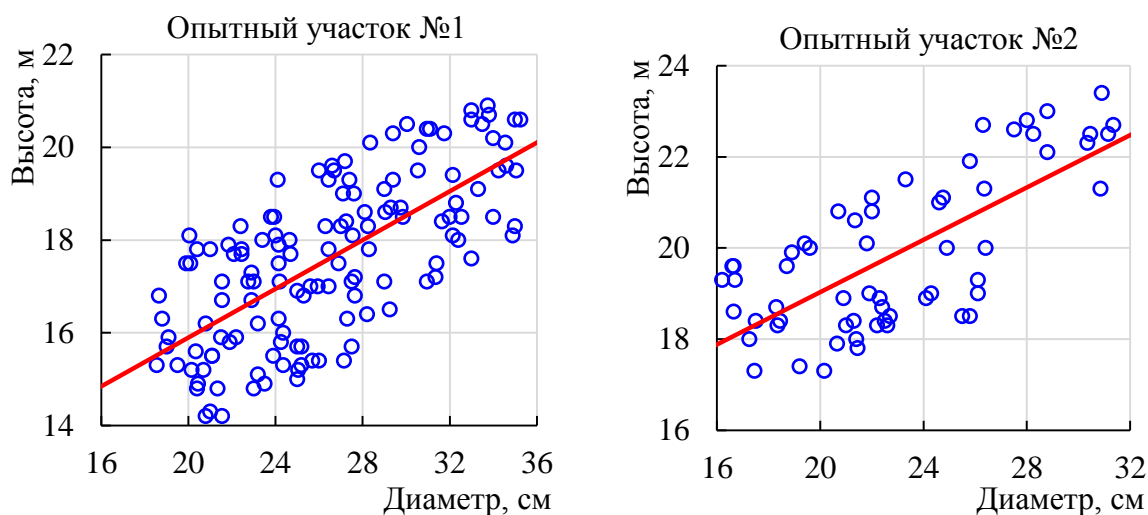 Опытный участок №1
Высота, м
22
20
18
16
14
16 20 24 28 32 36
Диаметр, см
Опытный участок №2
Высота, м
24
22
20
18
16
16 20 24 28 32
Диаметр, см